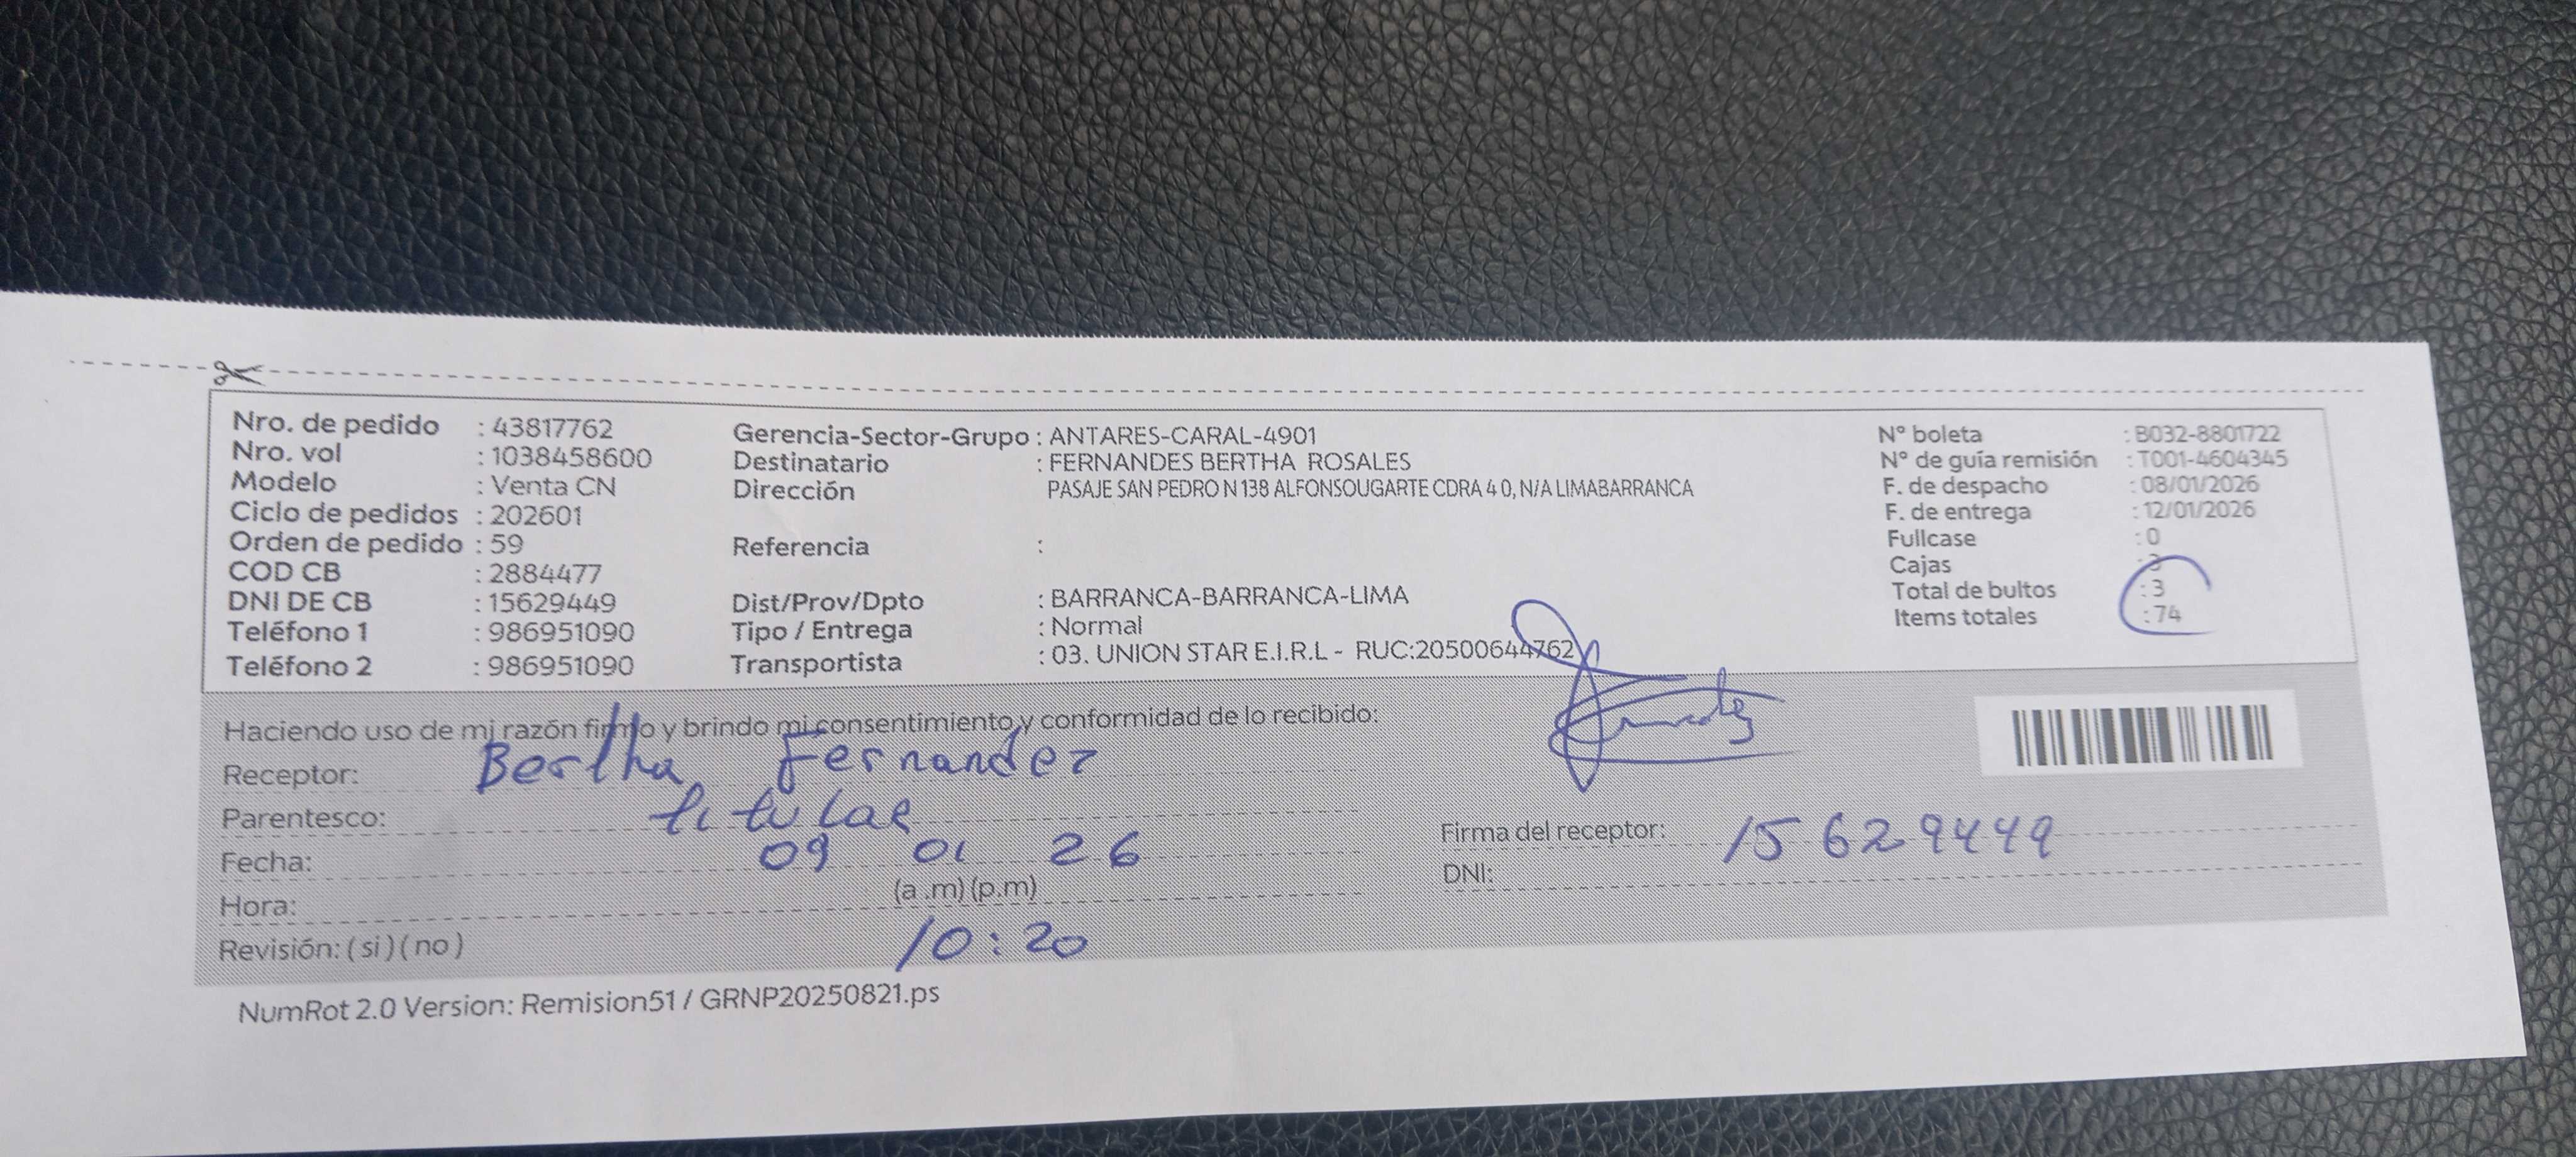 Nro. de pedido : 43817762
Nro. vol : 1038458600
Modelo : Venta CN
Ciclo de pedidos : 202601
Orden de pedido : 59
COD CB : 2884477
DNI DE CB : 15629449
Teléfono 1 : 986951090
Teléfono 2 : 986951090
Gerencia-Sector-Grupo : ANTARES-CARAL-4901
Destinatario : FERNANDES BERTHA ROSALES
Dirección PASAJE SAN PEDRO N 138 ALFONSOUGARTE CDRA 4 0, N/A LIMABARRANCA
Referencia :
Dist/Prov/Dpto : BARRANCA-BARRANCA-LIMA
Tipo / Entrega : Normal
Transportista : 03. UNION STAR E.I.R.L - RUC:20500644762
N° boleta : B032-8801722
N° de guía remisión : T001-4604345
F. de despacho : 08/01/2026
F. de entrega : 12/01/2026
Fullcase : 0
Cajas : 3
Total de bultos : 3
Items totales : 74
Haciendo uso de mi razón firmo y brindo mi consentimiento y conformidad de lo recibido:
Receptor: Bertha Fernandez
Parentesco: titular
Fecha: 09 01 26
Hora: (a .m) (p.m)
10:20
Revisión: ( si ) ( no )
Firma del receptor: 15629449
DNI:
NumRot 2.0 Version: Remision51 / GRNP20250821.ps